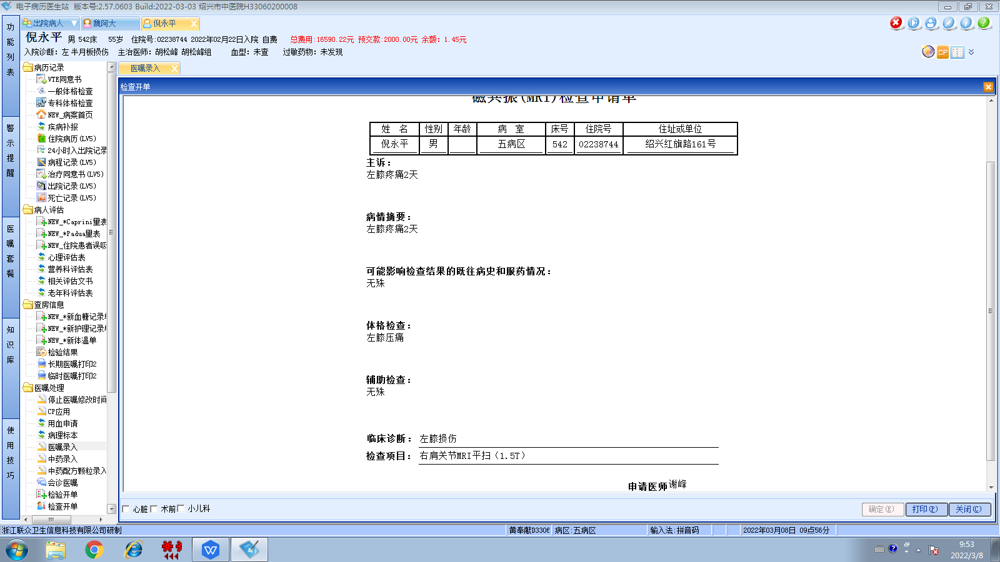 电子病历医生站 版本号:2.57.0603 Build:2022-03-03 绍兴市中医院H33060200008
出院病人 魏阿大 倪永平
倪永平 男 542床 55岁 住院号:02238744 2022年02月22日入院 自费 总费用:16590.22元 预交款:2000.00元 余额: 1.45元
入院诊断: 左 半月板损伤 主治医师: 胡松峰 胡松峰组 血型: 未查 过敏药物: 未发现
CP
功能列表
警示提醒
医嘱套餐
知识库
使用技巧
病历记录
VTE同意书
一般体格检查
专科体格检查
NEW_病案首页
疾病补报
住院病历(LV5)
24小时入出院记录
病程记录(LV5)
治疗同意书(LV5)
出院记录(LV5)
死亡记录(LV5)
病人评估
NEW_*Caprini量表
NEW_*Padua量表
NEW_住院患者误吸
心理评估表
营养科评估表
相关评估文书
老年科评估表
查房信息
NEW_*新血糖记录单
NEW_*新护理记录单
NEW_*新体温单
检验结果
长期医嘱打印2
临时医嘱打印2
医嘱处理
停止医嘱修改时间
CP应用
用血申请
病理标本
医嘱录入
中药录入
中药配方颗粒录入
会诊医嘱
检验开单
检查开单
医嘱录入
检查开单
磁共振(MRI)检查申请单
姓 名 性别 年龄 病 室 床号 住院号 住址或单位
倪永平 男 五病区 542 02238744 绍兴红旗路161号
主诉：
左膝疼痛2天
病情摘要：
左膝疼痛2天
可能影响检查结果的既往病史和服药情况：
无殊
体格检查：
左膝压痛
辅助检查：
无殊
临床诊断： 左膝损伤
检查项目： 右肩关节MRI平扫（1.5T）
申请医师 谢峰
心脏 术前 小儿科 确定(E) 打印(P) 关闭(C)
浙江联众卫生信息科技有限公司研制 黄奉献D3306 病区:五病区 输入法:拼音码 2022年03月08日 09点56分
9:53
2022/3/8